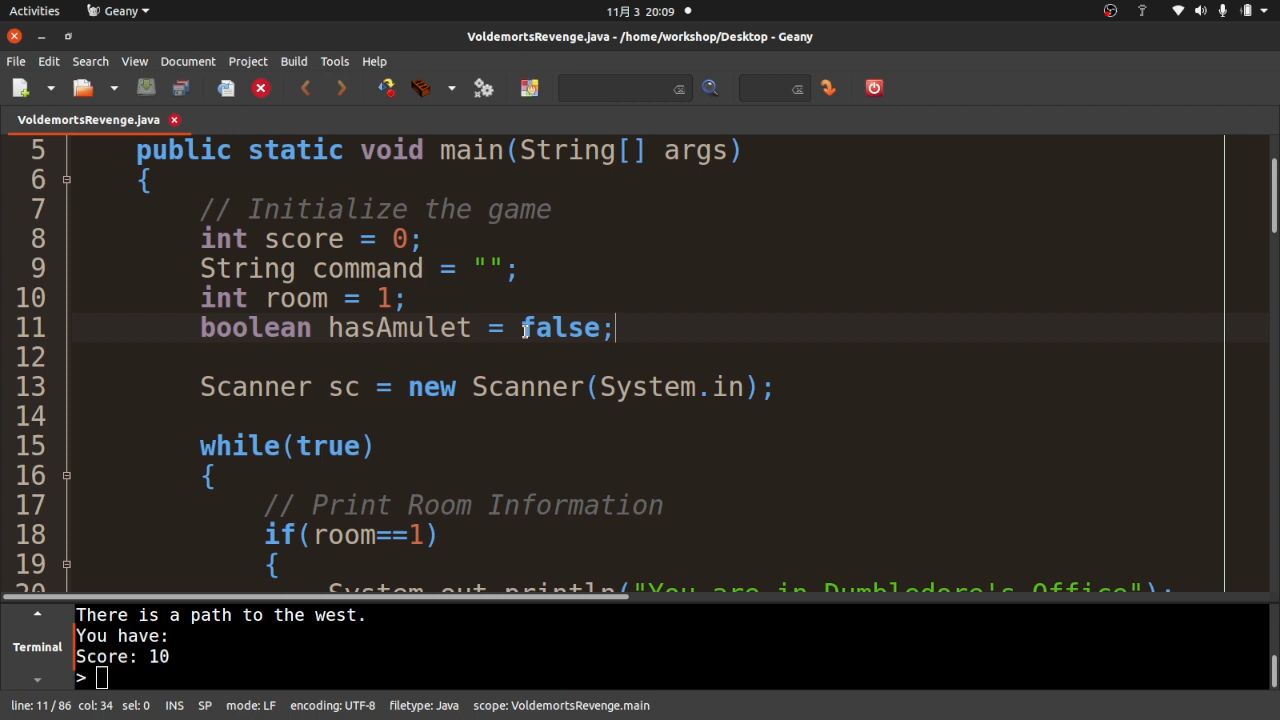 Activities Geany 11月 3 20:09
VoldemortsRevenge.java - /home/workshop/Desktop - Geany
File Edit Search View Document Project Build Tools Help
VoldemortsRevenge.java
5 public static void main(String[] args)
6 {
7 // Initialize the game
8 int score = 0;
9 String command = "";
10 int room = 1;
11 boolean hasAmulet = false;
12
13 Scanner sc = new Scanner(System.in);
14
15 while(true)
16 {
17 // Print Room Information
18 if(room==1)
19 {
20 System.out.println("You are in Dumbledore's Office");
There is a path to the west.
You have:
Terminal
Score: 10
>
line: 11 / 86 col: 34 sel: 0 INS SP mode: LF encoding: UTF-8 filetype: Java scope: VoldemortsRevenge.main